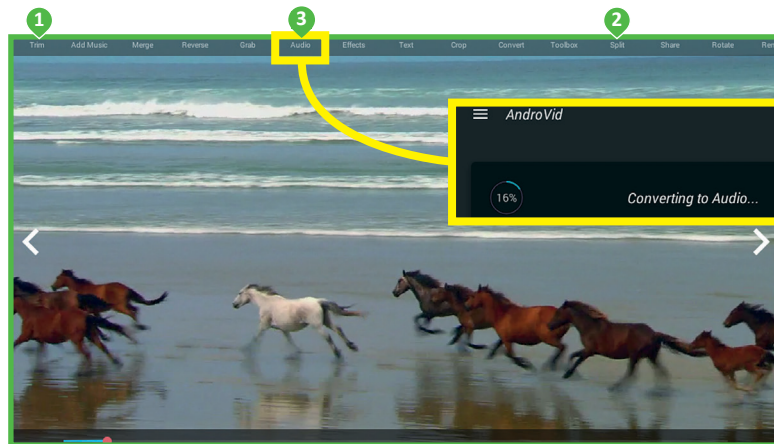 1 3 2
Trim Add Music Merge Reverse Grab Audio Effects Text Crop Convert Toolbox Split Share Rotate
AndroVid
16% Converting to Audio...